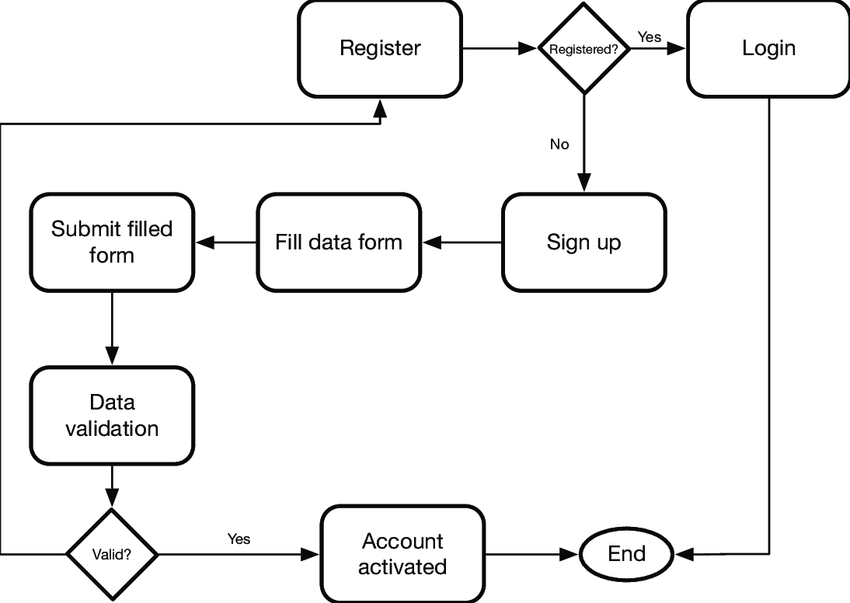 Register
Registered?
Yes
Login
No
Submit filled
form
Fill data form
Sign up
Data
validation
Valid?
Yes
Account
activated
End